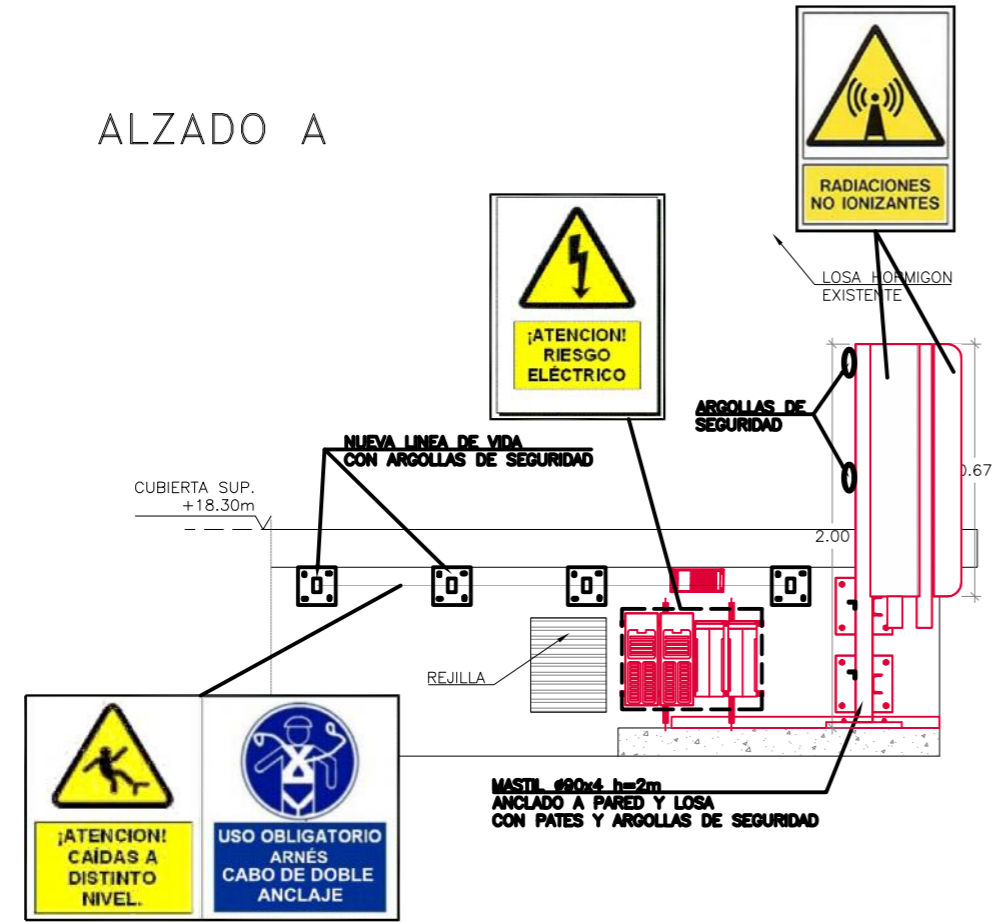 ALZADO A
RADIACIONES
NO IONIZANTES
LOSA HORMIGON
EXISTENTE
¡ATENCION!
RIESGO
ELÉCTRICO
ARGOLLAS DE
SEGURIDAD
NUEVA LINEA DE VIDA
CON ARGOLLAS DE SEGURIDAD
0.67
CUBIERTA SUP.
+18.30m
2.00
REJILLA
MASTIL Ø90x4 h=2m
ANCLADO A PARED Y LOSA
CON PATES Y ARGOLLAS DE SEGURIDAD
¡ATENCION!
CAÍDAS A
DISTINTO
NIVEL.
USO OBLIGATORIO
ARNÉS
CABO DE DOBLE
ANCLAJE